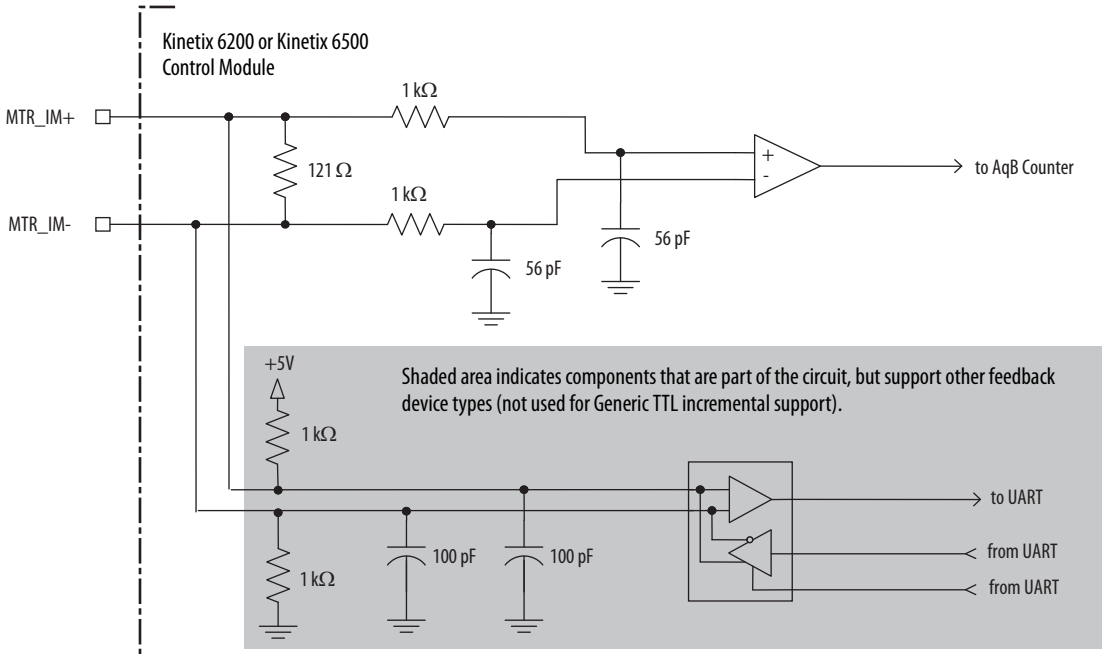 Kinetix 6200 or Kinetix 6500
Control Module
1 kΩ
MTR_IM+
+
-
to AqB Counter
121 Ω
1 kΩ
MTR_IM-
56 pF
56 pF
+5V
Shaded area indicates components that are part of the circuit, but support other feedback
device types (not used for Generic TTL incremental support).
1 kΩ
to UART
100 pF
100 pF
from UART
1 kΩ
from UART